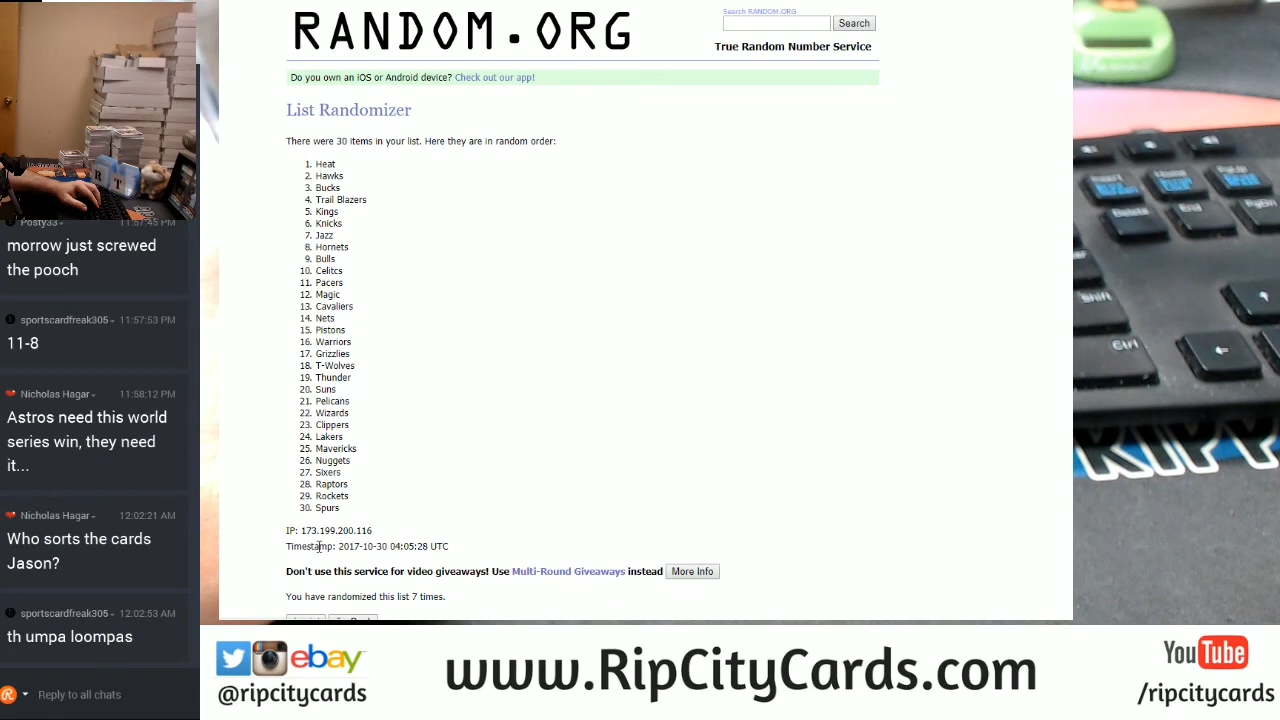 RANDOM.ORG
Search RANDOM.ORG
Search
True Random Number Service
Do you own an iOS or Android device? Check out our app!
List Randomizer
There were 30 items in your list. Here they are in random order:
1. Heat
2. Hawks
3. Bucks
4. Trail Blazers
5. Kings
6. Knicks
7. Jazz
8. Hornets
9. Bulls
10. Celitcs
11. Pacers
12. Magic
13. Cavaliers
14. Nets
15. Pistons
16. Warriors
17. Grizzlies
18. T-Wolves
19. Thunder
20. Suns
21. Pelicans
22. Wizards
23. Clippers
24. Lakers
25. Mavericks
26. Nuggets
27. Sixers
28. Raptors
29. Rockets
30. Spurs
IP: 173.199.200.116
Timestamp: 2017-10-30 04:05:28 UTC
Don't use this service for video giveaways! Use Multi-Round Giveaways instead More Info
You have randomized this list 7 times.
Posty33 11:57:45 PM
morrow just screwed
the pooch
sportscardfreak305 11:57:53 PM
11-8
Nicholas Hagar 11:58:12 PM
Astros need this world
series win, they need
it...
Nicholas Hagar 12:02:21 AM
Who sorts the cards
Jason?
sportscardfreak305 12:02:53 AM
th umpa loompas
Reply to all chats
R T
Insert
Home
PgUp
Delete
End
PgDn
Shift
Ctrl
ebay
@ripcitycards
www.RipCityCards.com
YouTube
/ripcitycards